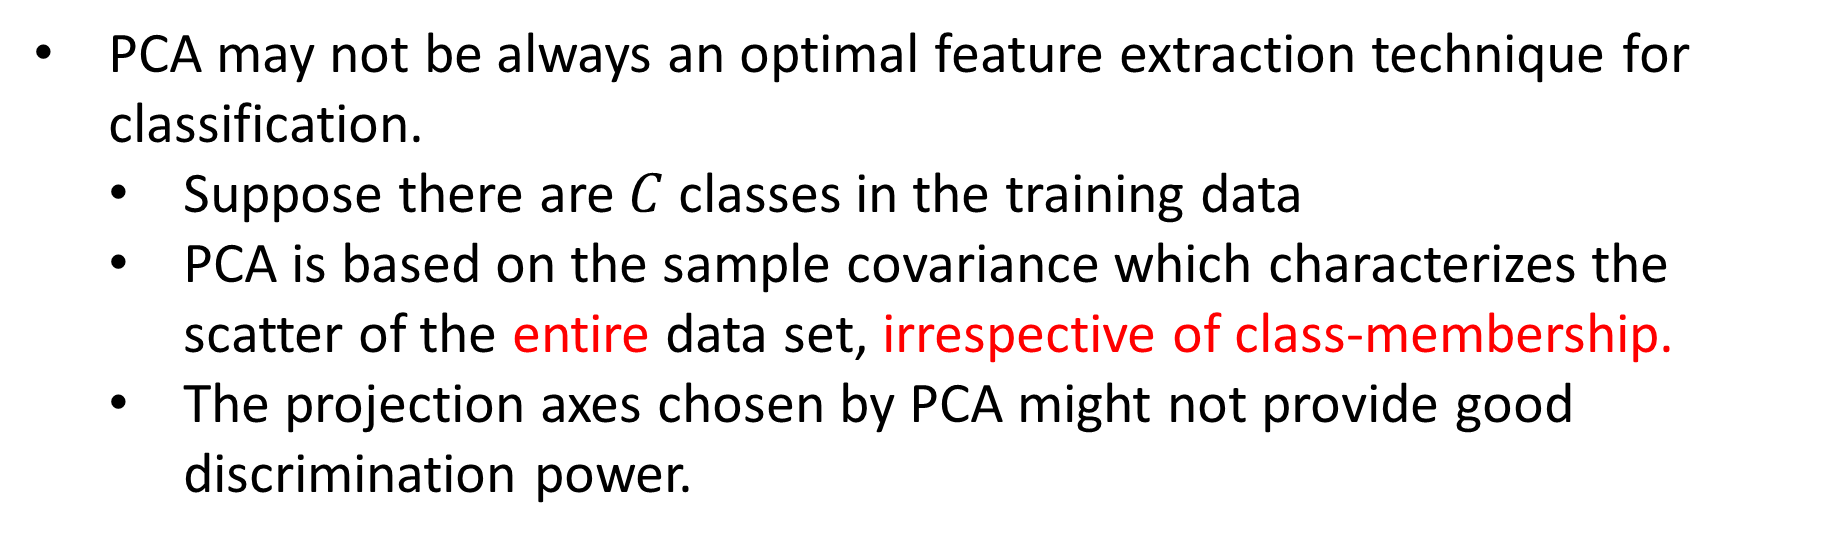 • PCA may not be always an optimal feature extraction technique for
classification.
• Suppose there are C classes in the training data
• PCA is based on the sample covariance which characterizes the
scatter of the entire data set, irrespective of class-membership.
• The projection axes chosen by PCA might not provide good
discrimination power.